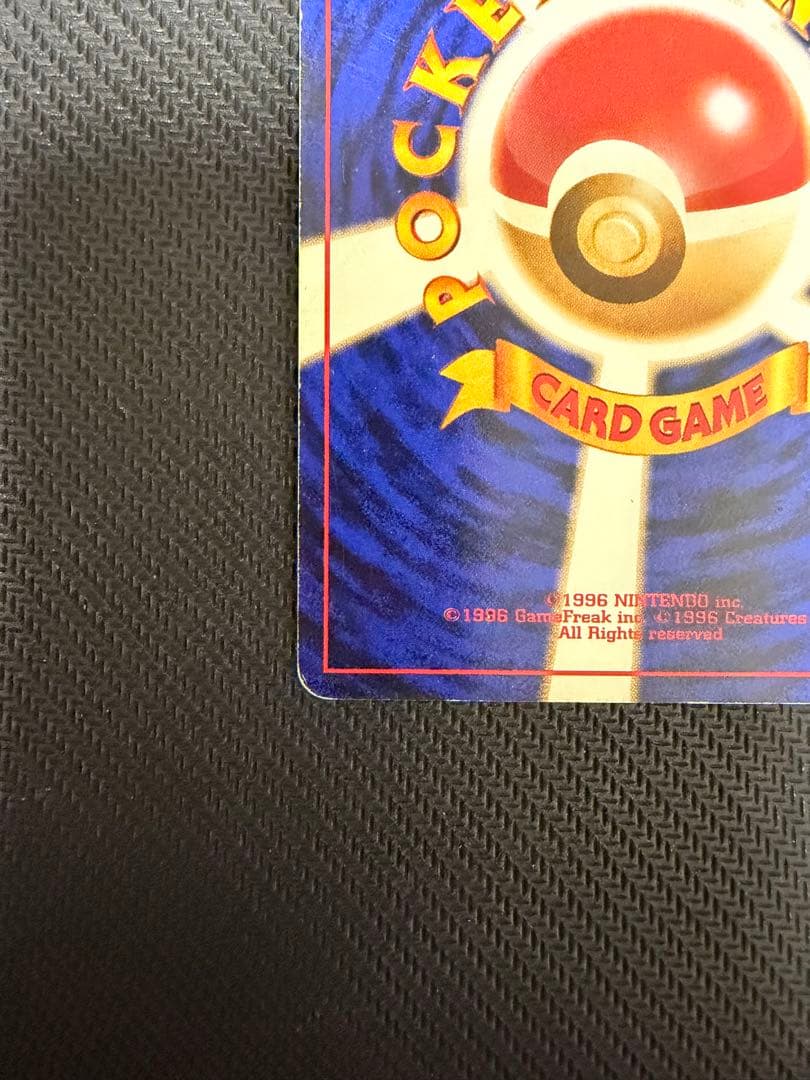 POCKE
CARD GAME
©1996 NINTENDO inc.
©1996 GameFreak inc. ©1996 Creatures
All Rights reserved